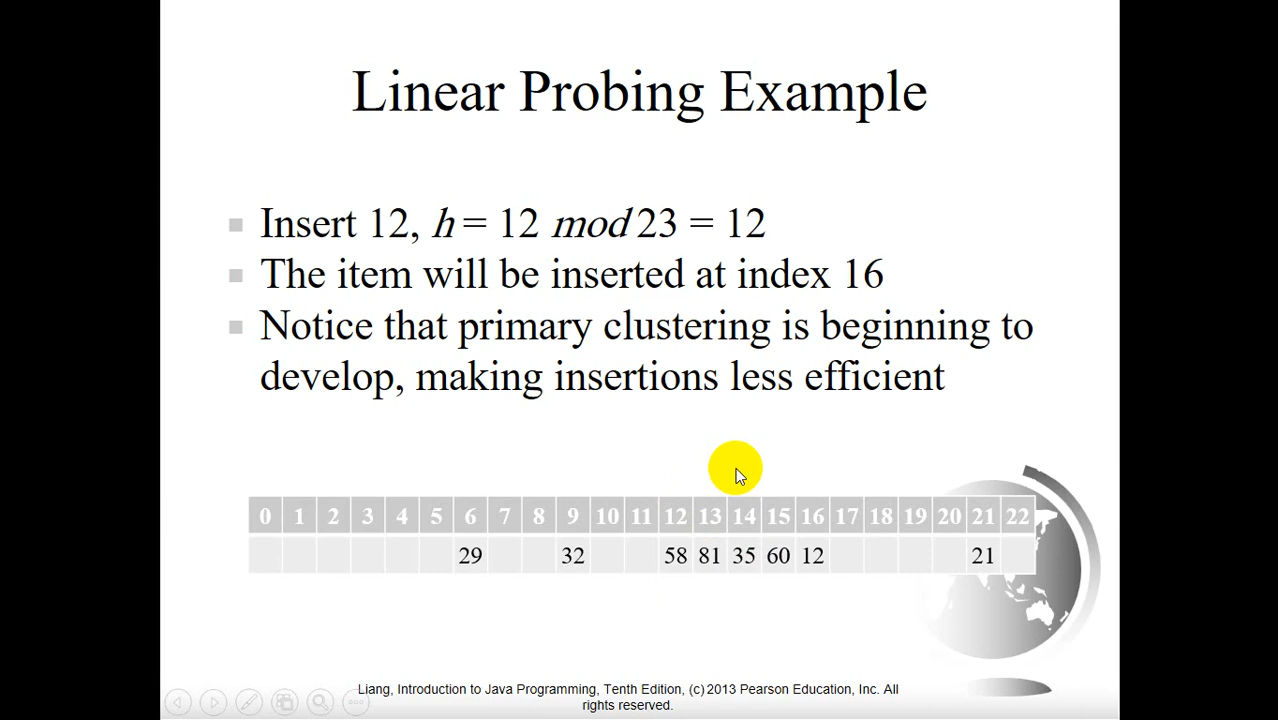 Linear Probing Example
Insert 12, h = 12 mod 23 = 12
The item will be inserted at index 16
Notice that primary clustering is beginning to
develop, making insertions less efficient
0 1 2 3 4 5 6 7 8 9 10 11 12 13 14 15 16 17 18 19 20 21 22
29 32 58 81 35 60 12 21
Liang, Introduction to Java Programming, Tenth Edition, (c) 2013 Pearson Education, Inc. All
rights reserved.